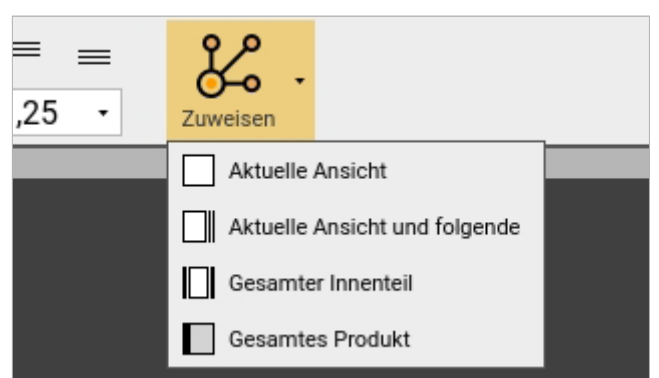 ,25
Zuweisen
Aktuelle Ansicht
Aktuelle Ansicht und folgende
Gesamter Innenteil
Gesamtes Produkt